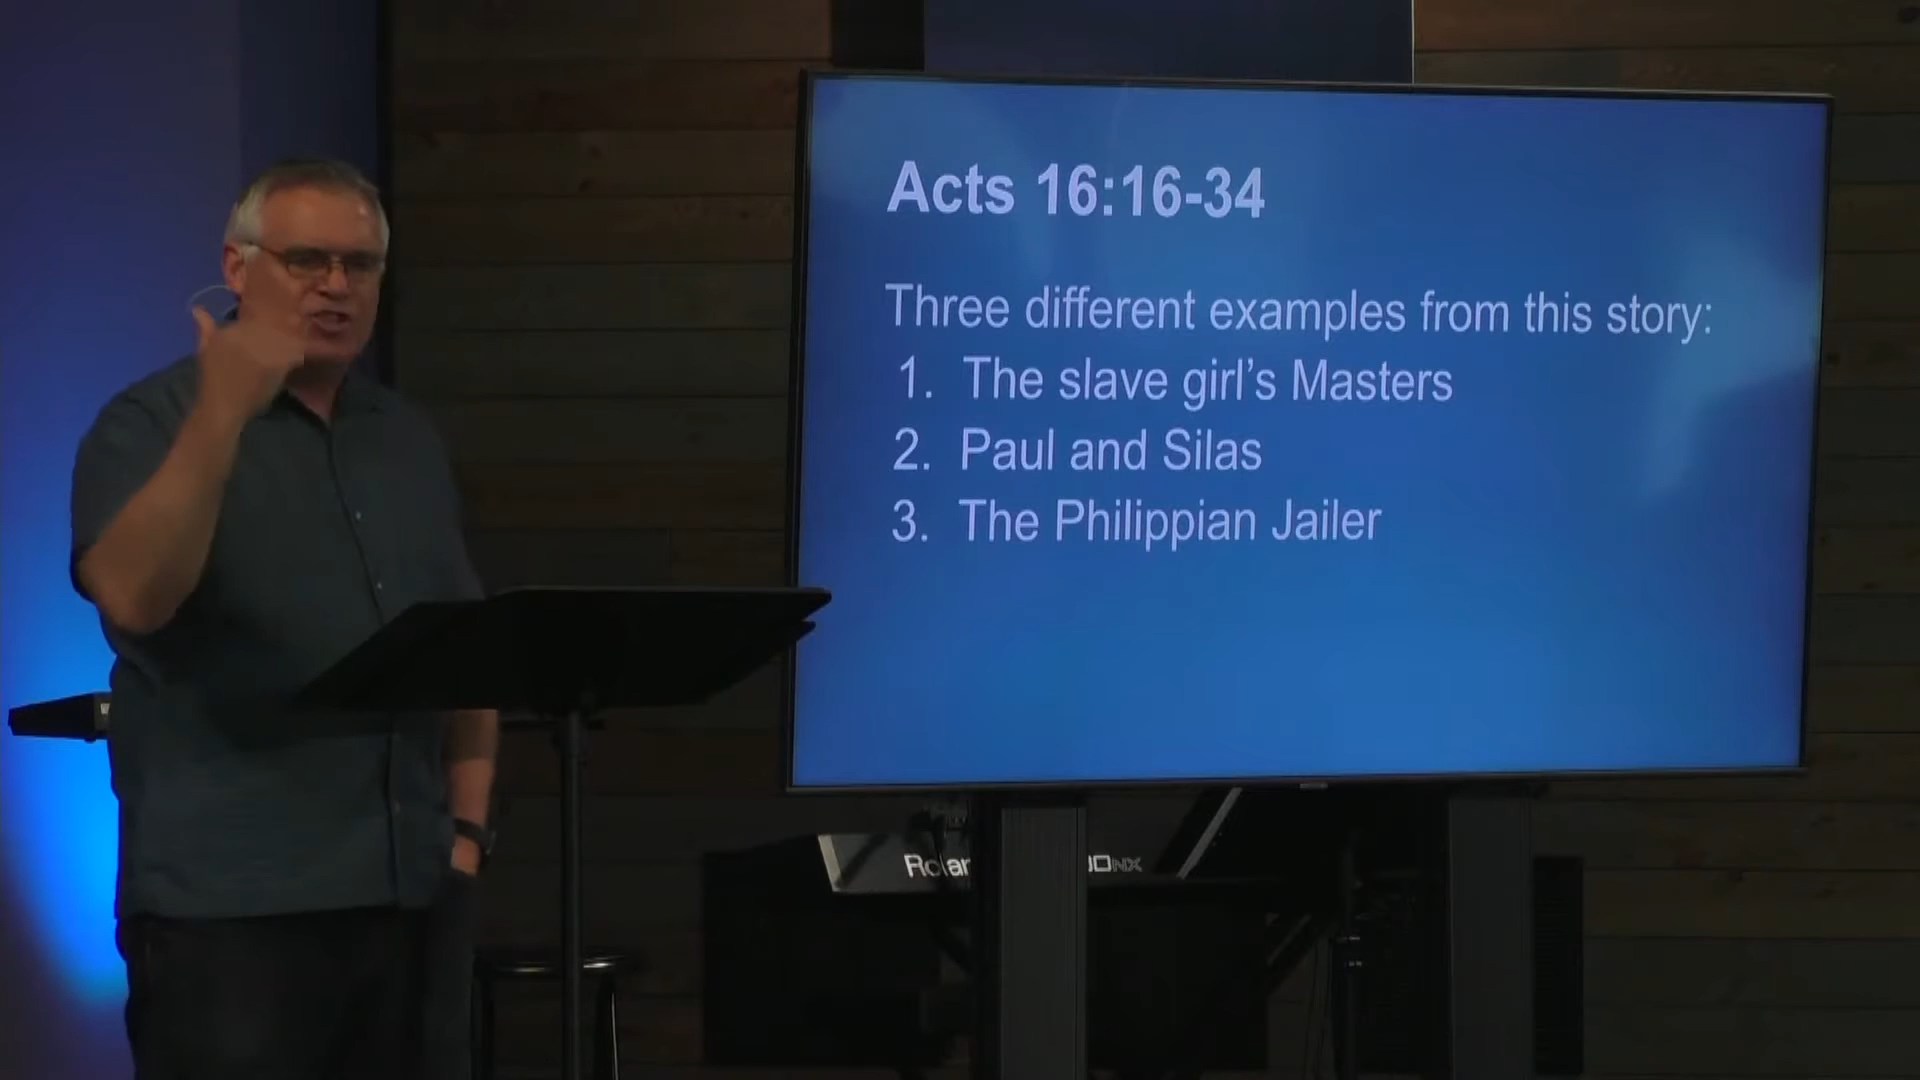 Acts 16:16-34
Three different examples from this story:
1. The slave girl’s Masters
2. Paul and Silas
3. The Philippian Jailer